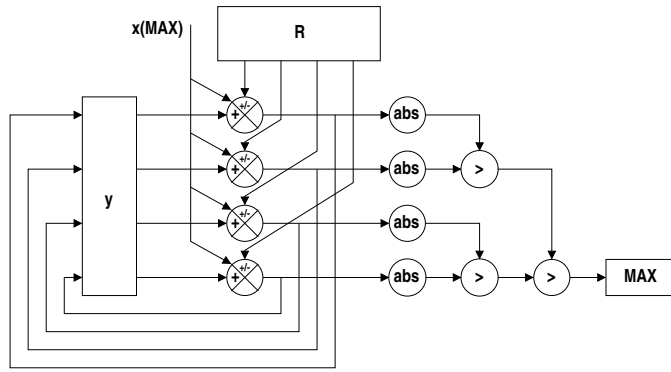 x(MAX)
R
+/-
+
abs
+/-
+
abs
>
y
+/-
+
abs
+/-
+
abs
>
>
MAX